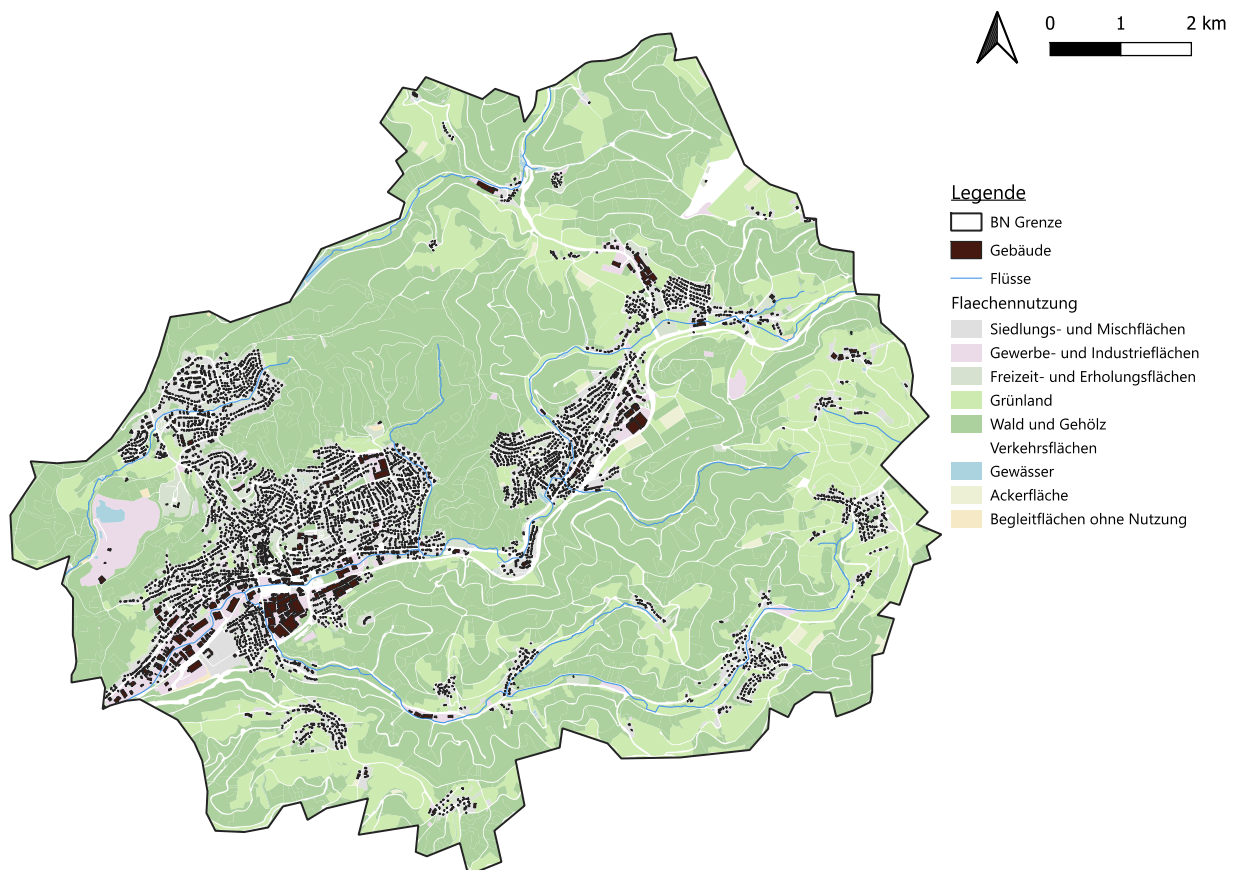 0 1 2 km
Legende
BN Grenze
Gebäude
Flüsse
Flaechennutzung
Siedlungs- und Mischflächen
Gewerbe- und Industrieflächen
Freizeit- und Erholungsflächen
Grünland
Wald und Gehölz
Verkehrsflächen
Gewässer
Ackerfläche
Begleitflächen ohne Nutzung